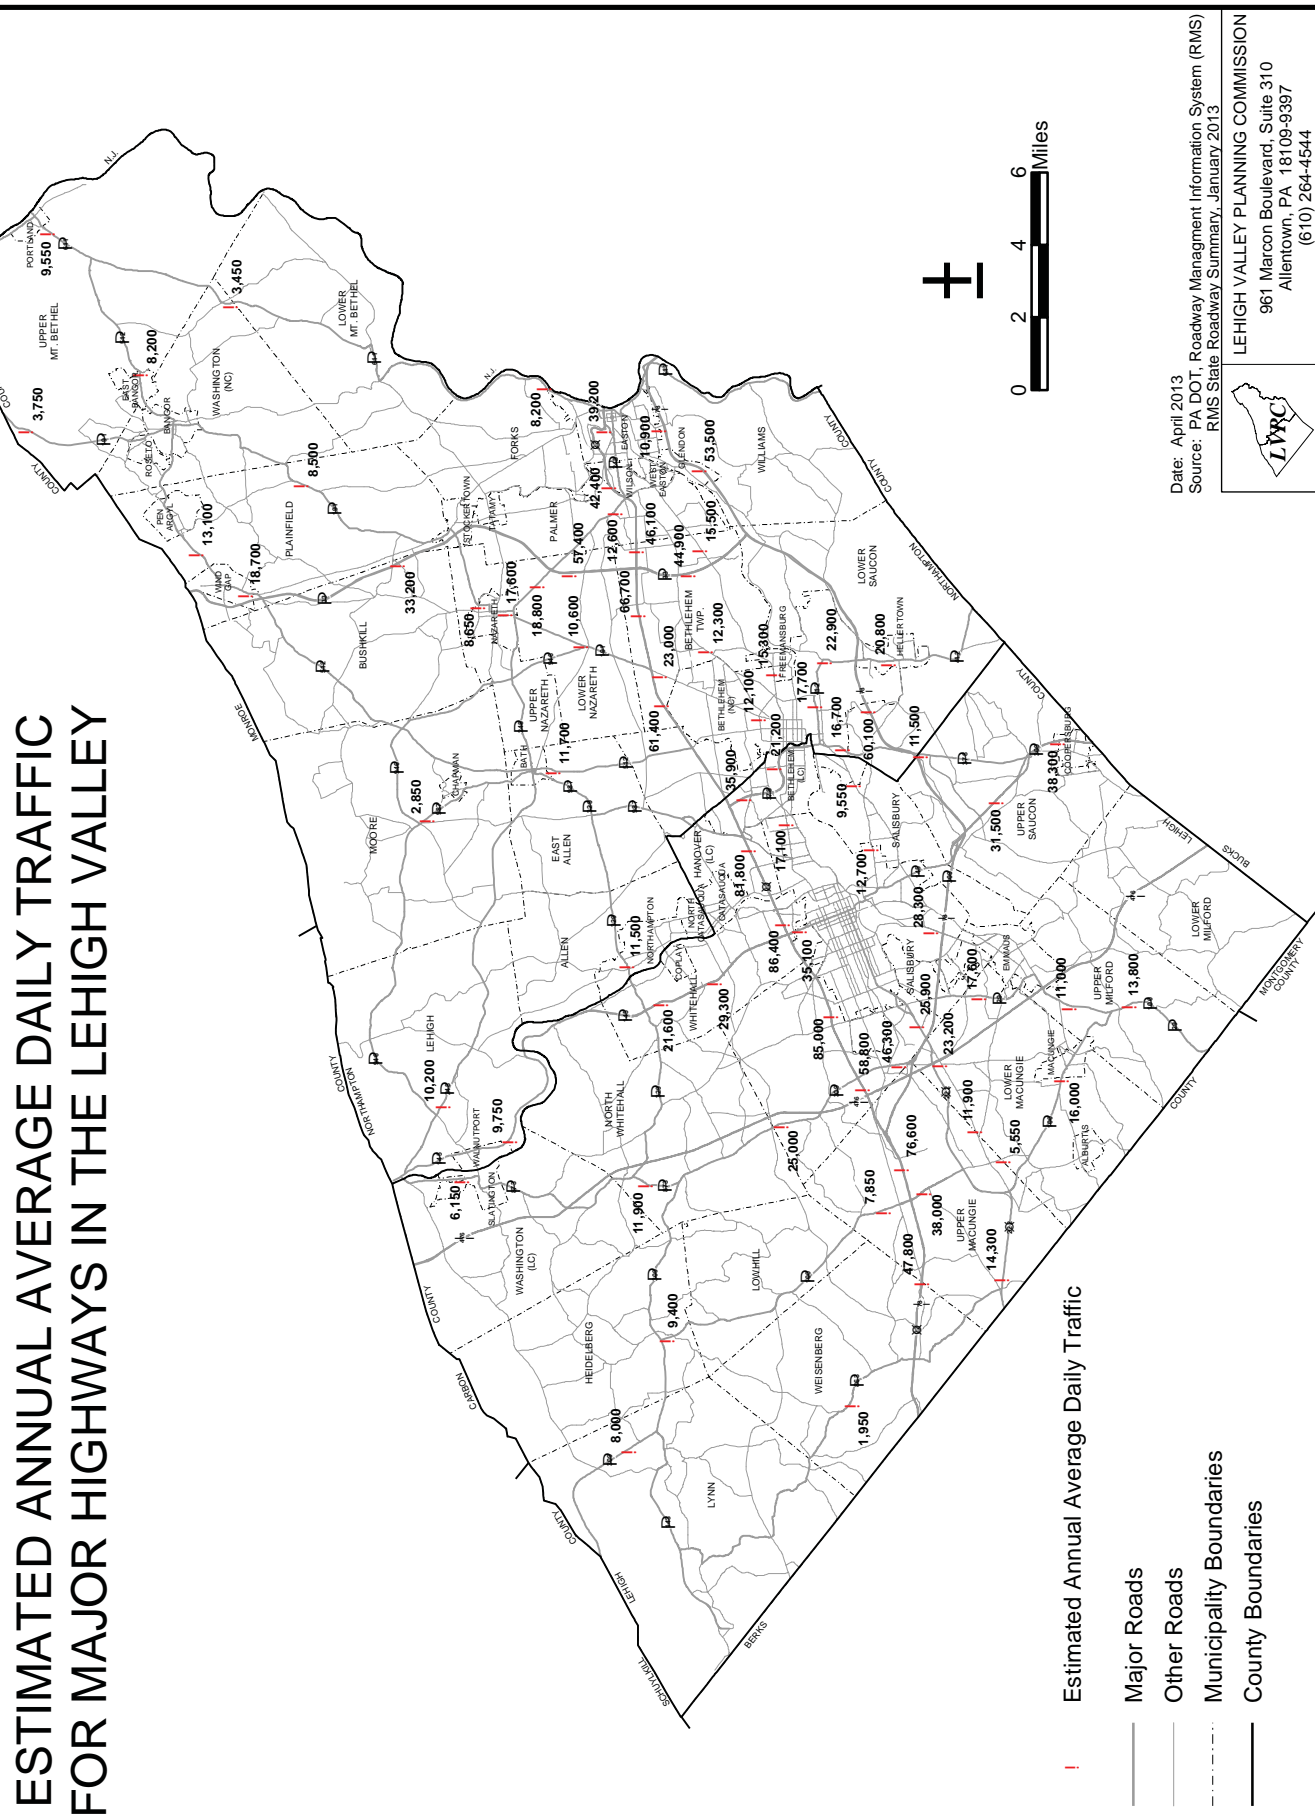 ESTIMATED ANNUAL AVERAGE DAILY TRAFFIC
FOR MAJOR HIGHWAYS IN THE LEHIGH VALLEY
SCHUYLKILL
LEHIGH
COUNTY
CARBON
COUNTY
NORTHAMPTON
COUNTY
MONROE
COUNTY
N.J.
N.J.
COUNTY
COUNTY
NORTHAMPTON
COUNTY
LEHIGH
BUCKS
MONTGOMERY
COUNTY
COUNTY
BERKS
3,750
UPPER
MT. BETHEL
PORTLAND
9,550
EAST
BANGOR
8,200
ROSETO
BANGOR
WASHINGTON
(NC)
3,450
LOWER
MT. BETHEL
PEN
ARGYL
13,100
WIND
GAP
18,700
PLAINFIELD
8,500
33,200
BUSHKILL
STOCKERTOWN
TATAMY
FORKS
8,200
8,650
NAZARETH
17,600
18,800
10,600
PALMER
57,400
12,600
42,400
WILSON
39,200
EASTON
10,900
WEST
EASTON
GLENDON
53,500
WILLIAMS
46,100
44,900
15,500
66,700
BETHLEHEM
TWP.
12,300
23,000
61,400
LOWER
NAZARETH
UPPER
NAZARETH
11,700
BATH
CHAPMAN
2,850
MOORE
EAST
ALLEN
ALLEN
11,500
NORTHAMPTON
NORTH
CATASAUQUA
CATASAUQUA
HANOVER
(LC)
81,800
35,900
BETHLEHEM
(NC)
12,100
15,300
FREEMANSBURG
17,700
22,900
20,800
HELLERTOWN
LOWER
SAUCON
21,200
BETHLEHEM
(LC)
16,700
60,100
11,500
9,550
17,100
12,700
SALISBURY
31,500
UPPER
SAUCON
38,300
COOPERSBURG
28,300
86,400
35,100
COPLAY
WHITEHALL
21,600
29,300
85,000
58,800
46,300
SALISBURY
25,900
17,600
EMMAUS
23,200
11,000
UPPER
MILFORD
13,800
LOWER
MILFORD
LEHIGH
10,200
WALNUTPORT
9,750
6,150
SLATINGTON
WASHINGTON
(LC)
NORTH
WHITEHALL
11,900
25,000
76,600
7,850
38,000
11,900
5,550
LOWER
MACUNGIE
MACUNGIE
16,000
ALBURTIS
UPPER
MACUNGIE
14,300
47,800
LOWHILL
9,400
HEIDELBERG
WEISENBERG
8,000
1,950
LYNN
0 2 4 6
Miles
Estimated Annual Average Daily Traffic
Major Roads
Other Roads
Municipality Boundaries
County Boundaries
Date: April 2013
Source: PA DOT, Roadway Managment Information System (RMS)
RMS State Roadway Summary, January 2013
LVPC
LEHIGH VALLEY PLANNING COMMISSION
961 Marcon Boulevard, Suite 310
Allentown, PA 18109-9397
(610) 264-4544